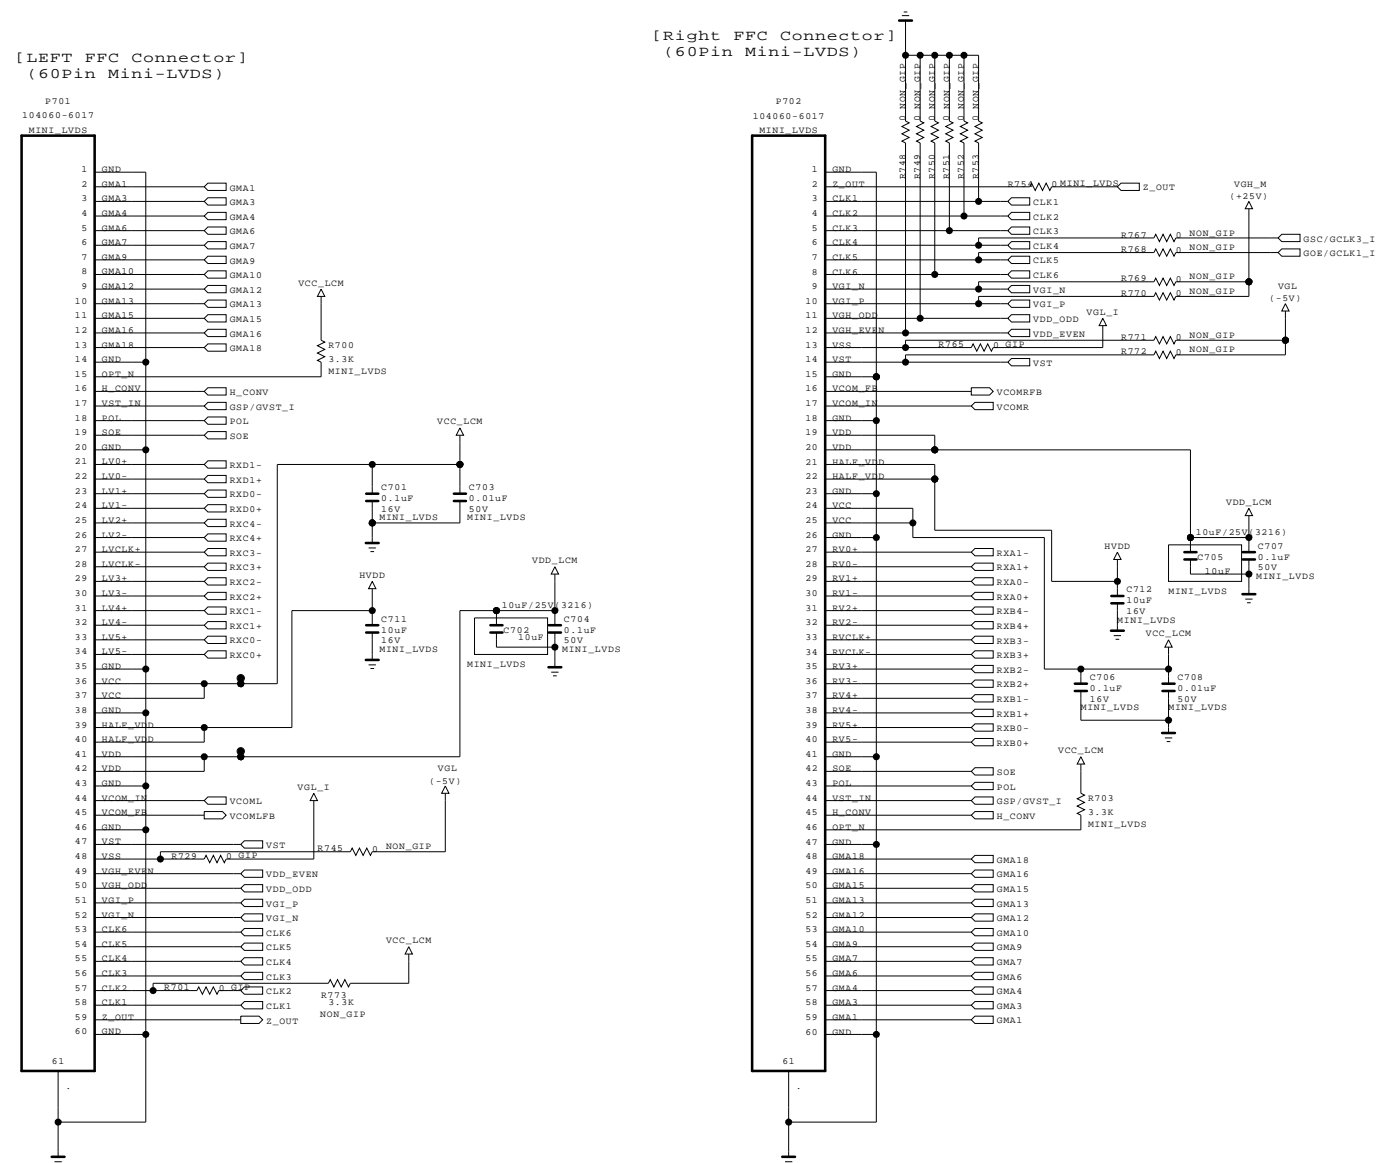 [LEFT FFC Connector]
(60Pin Mini-LVDS)
P701
104060-6017
MINI_LVDS
1 GND
2 GMA1 GMA1
3 GMA3 GMA3
4 GMA4 GMA4
5 GMA6 GMA6
6 GMA7 GMA7
7 GMA9 GMA9
8 GMA10 GMA10
9 GMA12 GMA12
10 GMA13 GMA13
11 GMA15 GMA15
12 GMA16 GMA16
13 GMA18 GMA18
14 GND
15 OPT_N
16 H_CONV H_CONV
17 VST_IN GSP/GVST_I
18 POL POL
19 SOE SOE
20 GND
21 LV0+ RXD1-
22 LV0- RXD1+
23 LV1+ RXD0-
24 LV1- RXD0+
25 LV2+ RXC4-
26 LV2- RXC4+
27 LVCLK+ RXC3-
28 LVCLK- RXC3+
29 LV3+ RXC2-
30 LV3- RXC2+
31 LV4+ RXC1-
32 LV4- RXC1+
33 LV5+ RXC0-
34 LV5- RXC0+
35 GND
36 VCC
37 VCC
38 GND
39 HALF_VDD
40 HALF_VDD
41 VDD
42 VDD
43 GND
44 VCOM_IN VCOML
45 VCOM_FB VCOMLFB
46 GND
47 VST VST
48 VSS
49 VGH_EVEN VDD_EVEN
50 VGH_ODD VDD_ODD
51 VGI_P VGI_P
52 VGI_N VGI_N
53 CLK6 CLK6
54 CLK5 CLK5
55 CLK4 CLK4
56 CLK3 CLK3
57 CLK2 R701 0 GIP CLK2
58 CLK1 CLK1
59 Z_OUT Z_OUT
60 GND
61
.
VCC_LCM
R700
3.3K
MINI_LVDS
VCC_LCM
C701
0.1uF
16V
MINI_LVDS
C703
0.01uF
50V
MINI_LVDS
HVDD
C711
10uF
16V
MINI_LVDS
VDD_LCM
10uF/25V(3216)
C702
10uF
MINI_LVDS
C704
0.1uF
50V
MINI_LVDS
VGL_I
R729 0 GIP
VGL
(-5V)
R745 0 NON_GIP
VCC_LCM
R773
3.3K
NON_GIP
[Right FFC Connector]
(60Pin Mini-LVDS)
P702
104060-6017
MINI_LVDS
R748 0 NON_GIP
R749 0 NON_GIP
R750 0 NON_GIP
R751 0 NON_GIP
R752 0 NON_GIP
R753 0 NON_GIP
1 GND
2 Z_OUT R754 0 MINI_LVDS Z_OUT
3 CLK1 CLK1
4 CLK2 CLK2
5 CLK3 CLK3
6 CLK4 CLK4
7 CLK5 CLK5
8 CLK6 CLK6
9 VGI_N VGI_N
10 VGI_P VGI_P
11 VGH_ODD VDD_ODD
12 VGH_EVEN VDD_EVEN
13 VSS R765 0 GIP
14 VST VST
15 GND
16 VCOM_FB VCOMRFB
17 VCOM_IN VCOMR
18 GND
19 VDD
20 VDD
21 HALF_VDD
22 HALF_VDD
23 GND
24 VCC
25 VCC
26 GND
27 RV0+ RXA1-
28 RV0- RXA1+
29 RV1+ RXA0-
30 RV1- RXA0+
31 RV2+ RXB4-
32 RV2- RXB4+
33 RVCLK+ RXB3-
34 RVCLK- RXB3+
35 RV3+ RXB2-
36 RV3- RXB2+
37 RV4+ RXB1-
38 RV4- RXB1+
39 RV5+ RXB0-
40 RV5- RXB0+
41 GND
42 SOE SOE
43 POL POL
44 VST_IN GSP/GVST_I
45 H_CONV H_CONV
46 OPT_N
47 GND
48 GMA18 GMA18
49 GMA16 GMA16
50 GMA15 GMA15
51 GMA13 GMA13
52 GMA12 GMA12
53 GMA10 GMA10
54 GMA9 GMA9
55 GMA7 GMA7
56 GMA6 GMA6
57 GMA4 GMA4
58 GMA3 GMA3
59 GMA1 GMA1
60 GND
61
.
VGH_M
(+25V)
R767 0 NON_GIP GSC/GCLK3_I
R768 0 NON_GIP GOE/GCLK1_I
R769 0 NON_GIP
R770 0 NON_GIP
VGL
(-5V)
VGL_I
R771 0 NON_GIP
R772 0 NON_GIP
VDD_LCM
10uF/25V(3216)
C705
10uF
MINI_LVDS
C707
0.1uF
50V
MINI_LVDS
HVDD
C712
10uF
16V
MINI_LVDS
VCC_LCM
C706
0.1uF
16V
MINI_LVDS
C708
0.01uF
50V
MINI_LVDS
VCC_LCM
R703
3.3K
MINI_LVDS